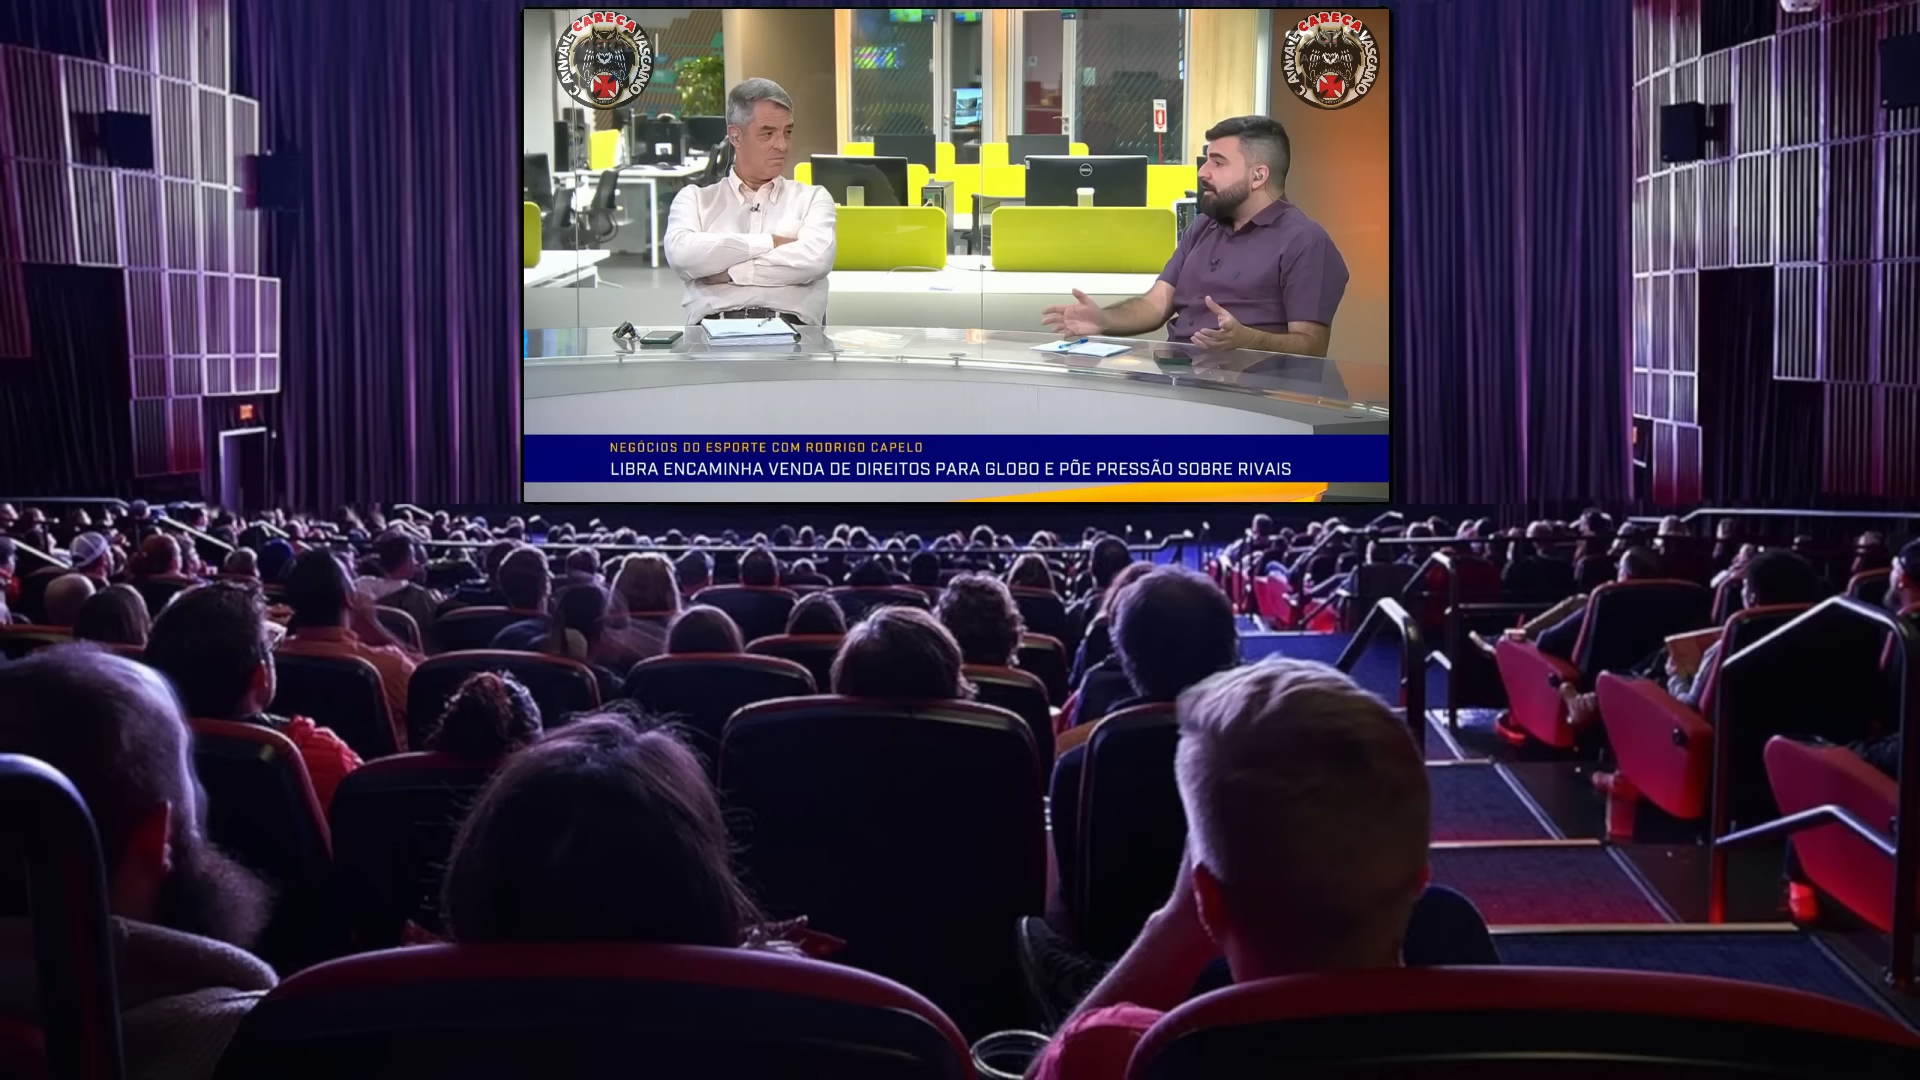 CANAL CARECA VASCAÍNO
CANAL CARECA VASCAÍNO
DELL
NEGÓCIOS DO ESPORTE COM RODRIGO CAPELO
LIBRA ENCAMINHA VENDA DE DIREITOS PARA GLOBO E PÕE PRESSÃO SOBRE RIVAIS